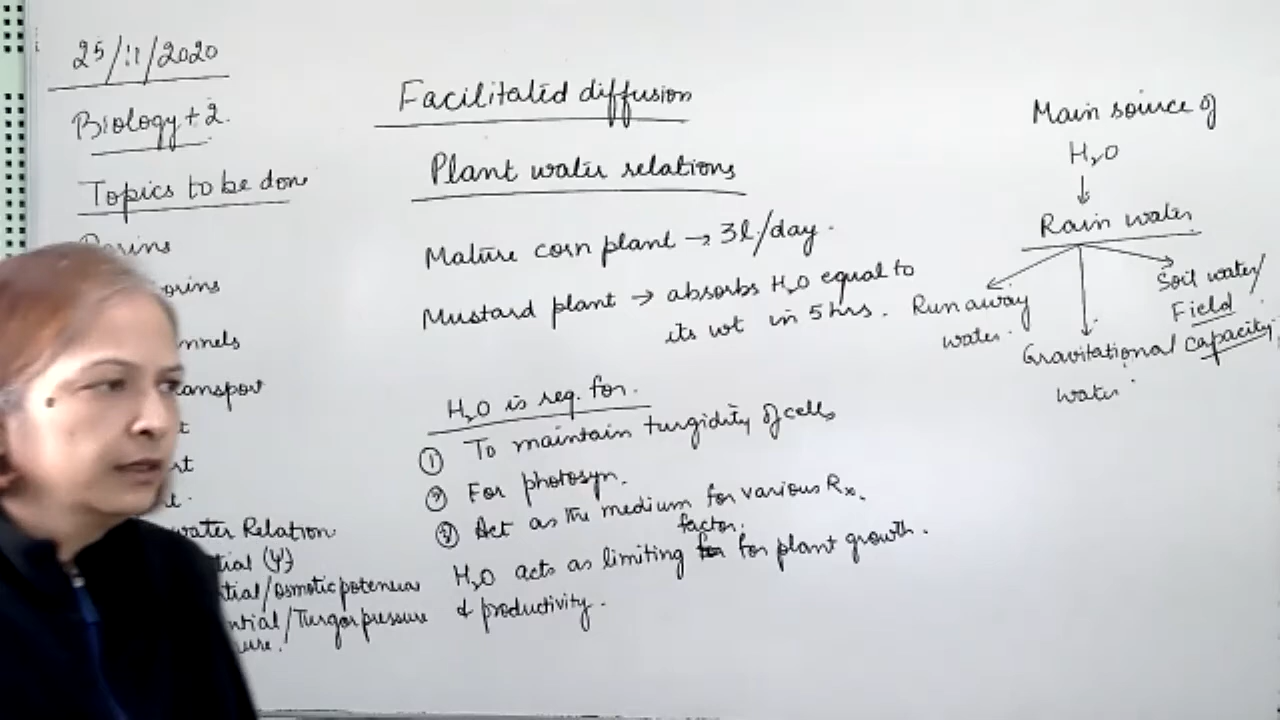 25/11/2020
Biology +2.
Topics to be done
nnels
water Relation
(Ψ)
/Osmotic potential
/Turgor pressure
Facilitated diffusion
Plant water relations
Mature corn plant → 3l/day.
Mustard plant → absorbs H2O equal to
its wt in 5 hrs.
H2O is req. for.
① To maintain turgidity of cells
② For photosyn.
③ Act as the medium for various Rx.
factor.
H2O acts as limiting for plant growth.
& productivity.
Main source of
H2O
↓
Rain water
Run away
water.
Gravitational
water.
Soil water/
Field
capacity